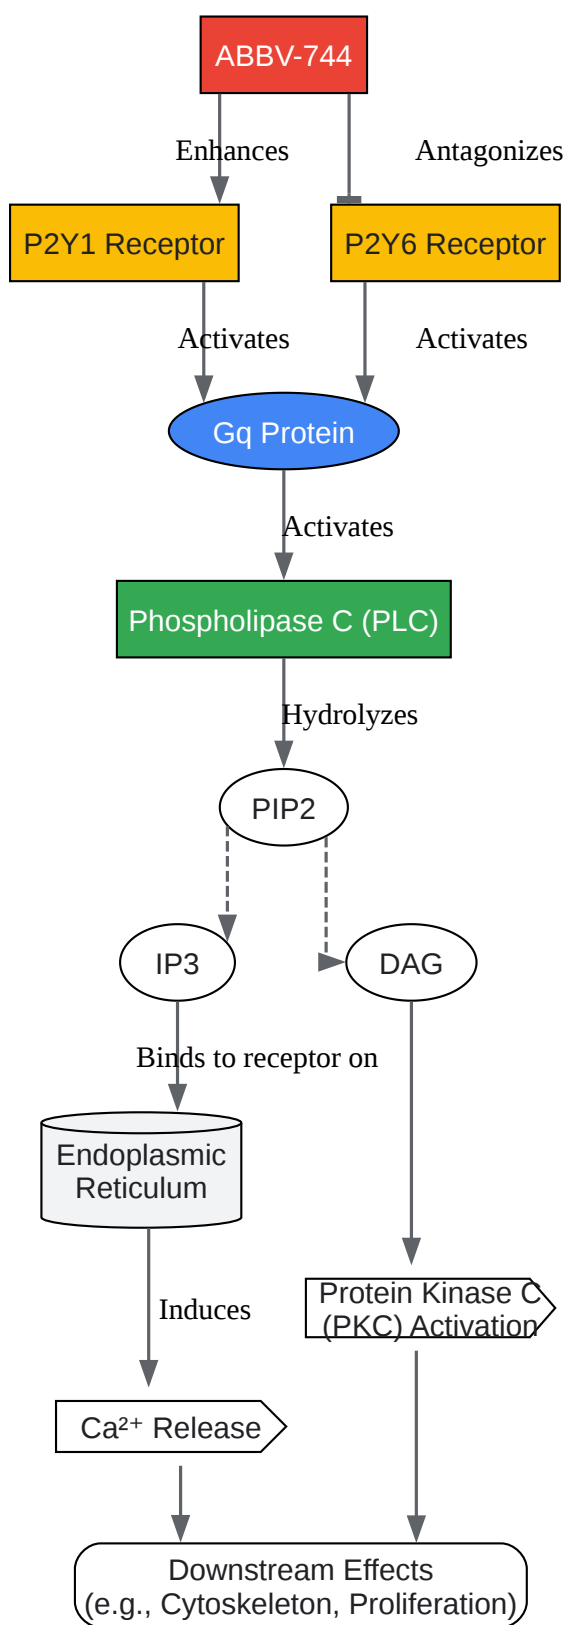 ABBV-744
Enhances
Antagonizes
P2Y1 Receptor
P2Y6 Receptor
Activates
Activates
Gq Protein
Activates
Phospholipase C (PLC)
Hydrolyzes
PIP2
IP3
DAG
Binds to receptor on
Endoplasmic
Reticulum
Induces
Protein Kinase C
(PKC) Activation
Ca²⁺ Release
Downstream Effects
(e.g., Cytoskeleton, Proliferation)